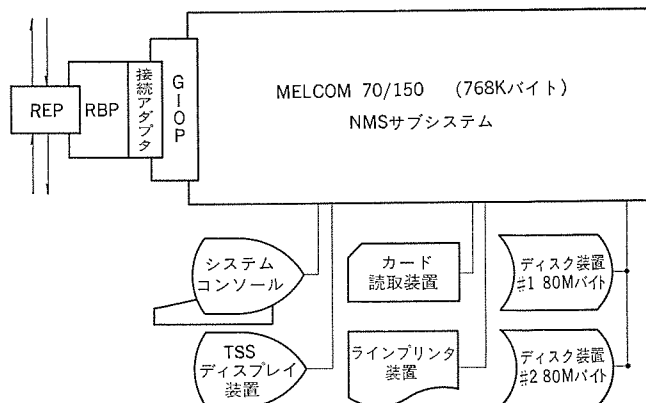 REP
RBP
接続アダプタ
GIOP
MELCOM 70/150 (768Kバイト)
NMSサブシステム
システム
コンソール
カード
読取装置
ディスク装置
#1 80Mバイト
TSS
ディスプレイ
装置
ラインプリンタ
装置
ディスク装置
#2 80Mバイト